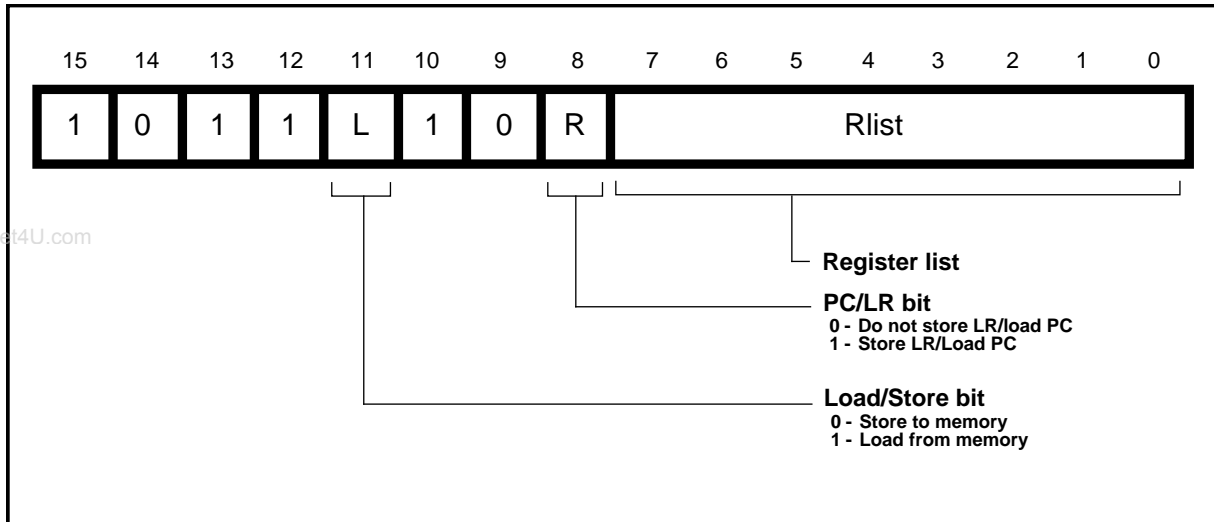 15 14 13 12 11 10 9 8 7 6 5 4 3 2 1 0
1 0 1 1 L 1 0 R Rlist
et4U.com
Register list
PC/LR bit
0 - Do not store LR/load PC
1 - Store LR/Load PC
Load/Store bit
0 - Store to memory
1 - Load from memory